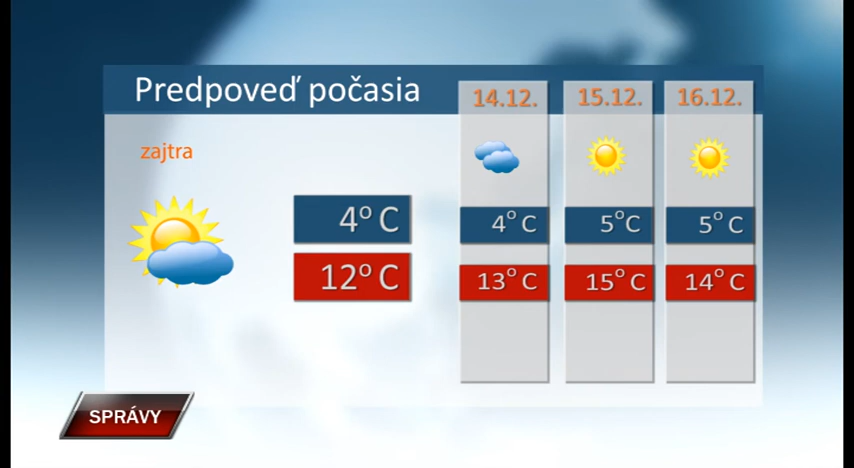 Predpoveď počasia
zajtra
4° C
12° C
14.12.
4° C
13° C
15.12.
5°C
15° C
16.12.
5° C
14° C
SPRÁVY